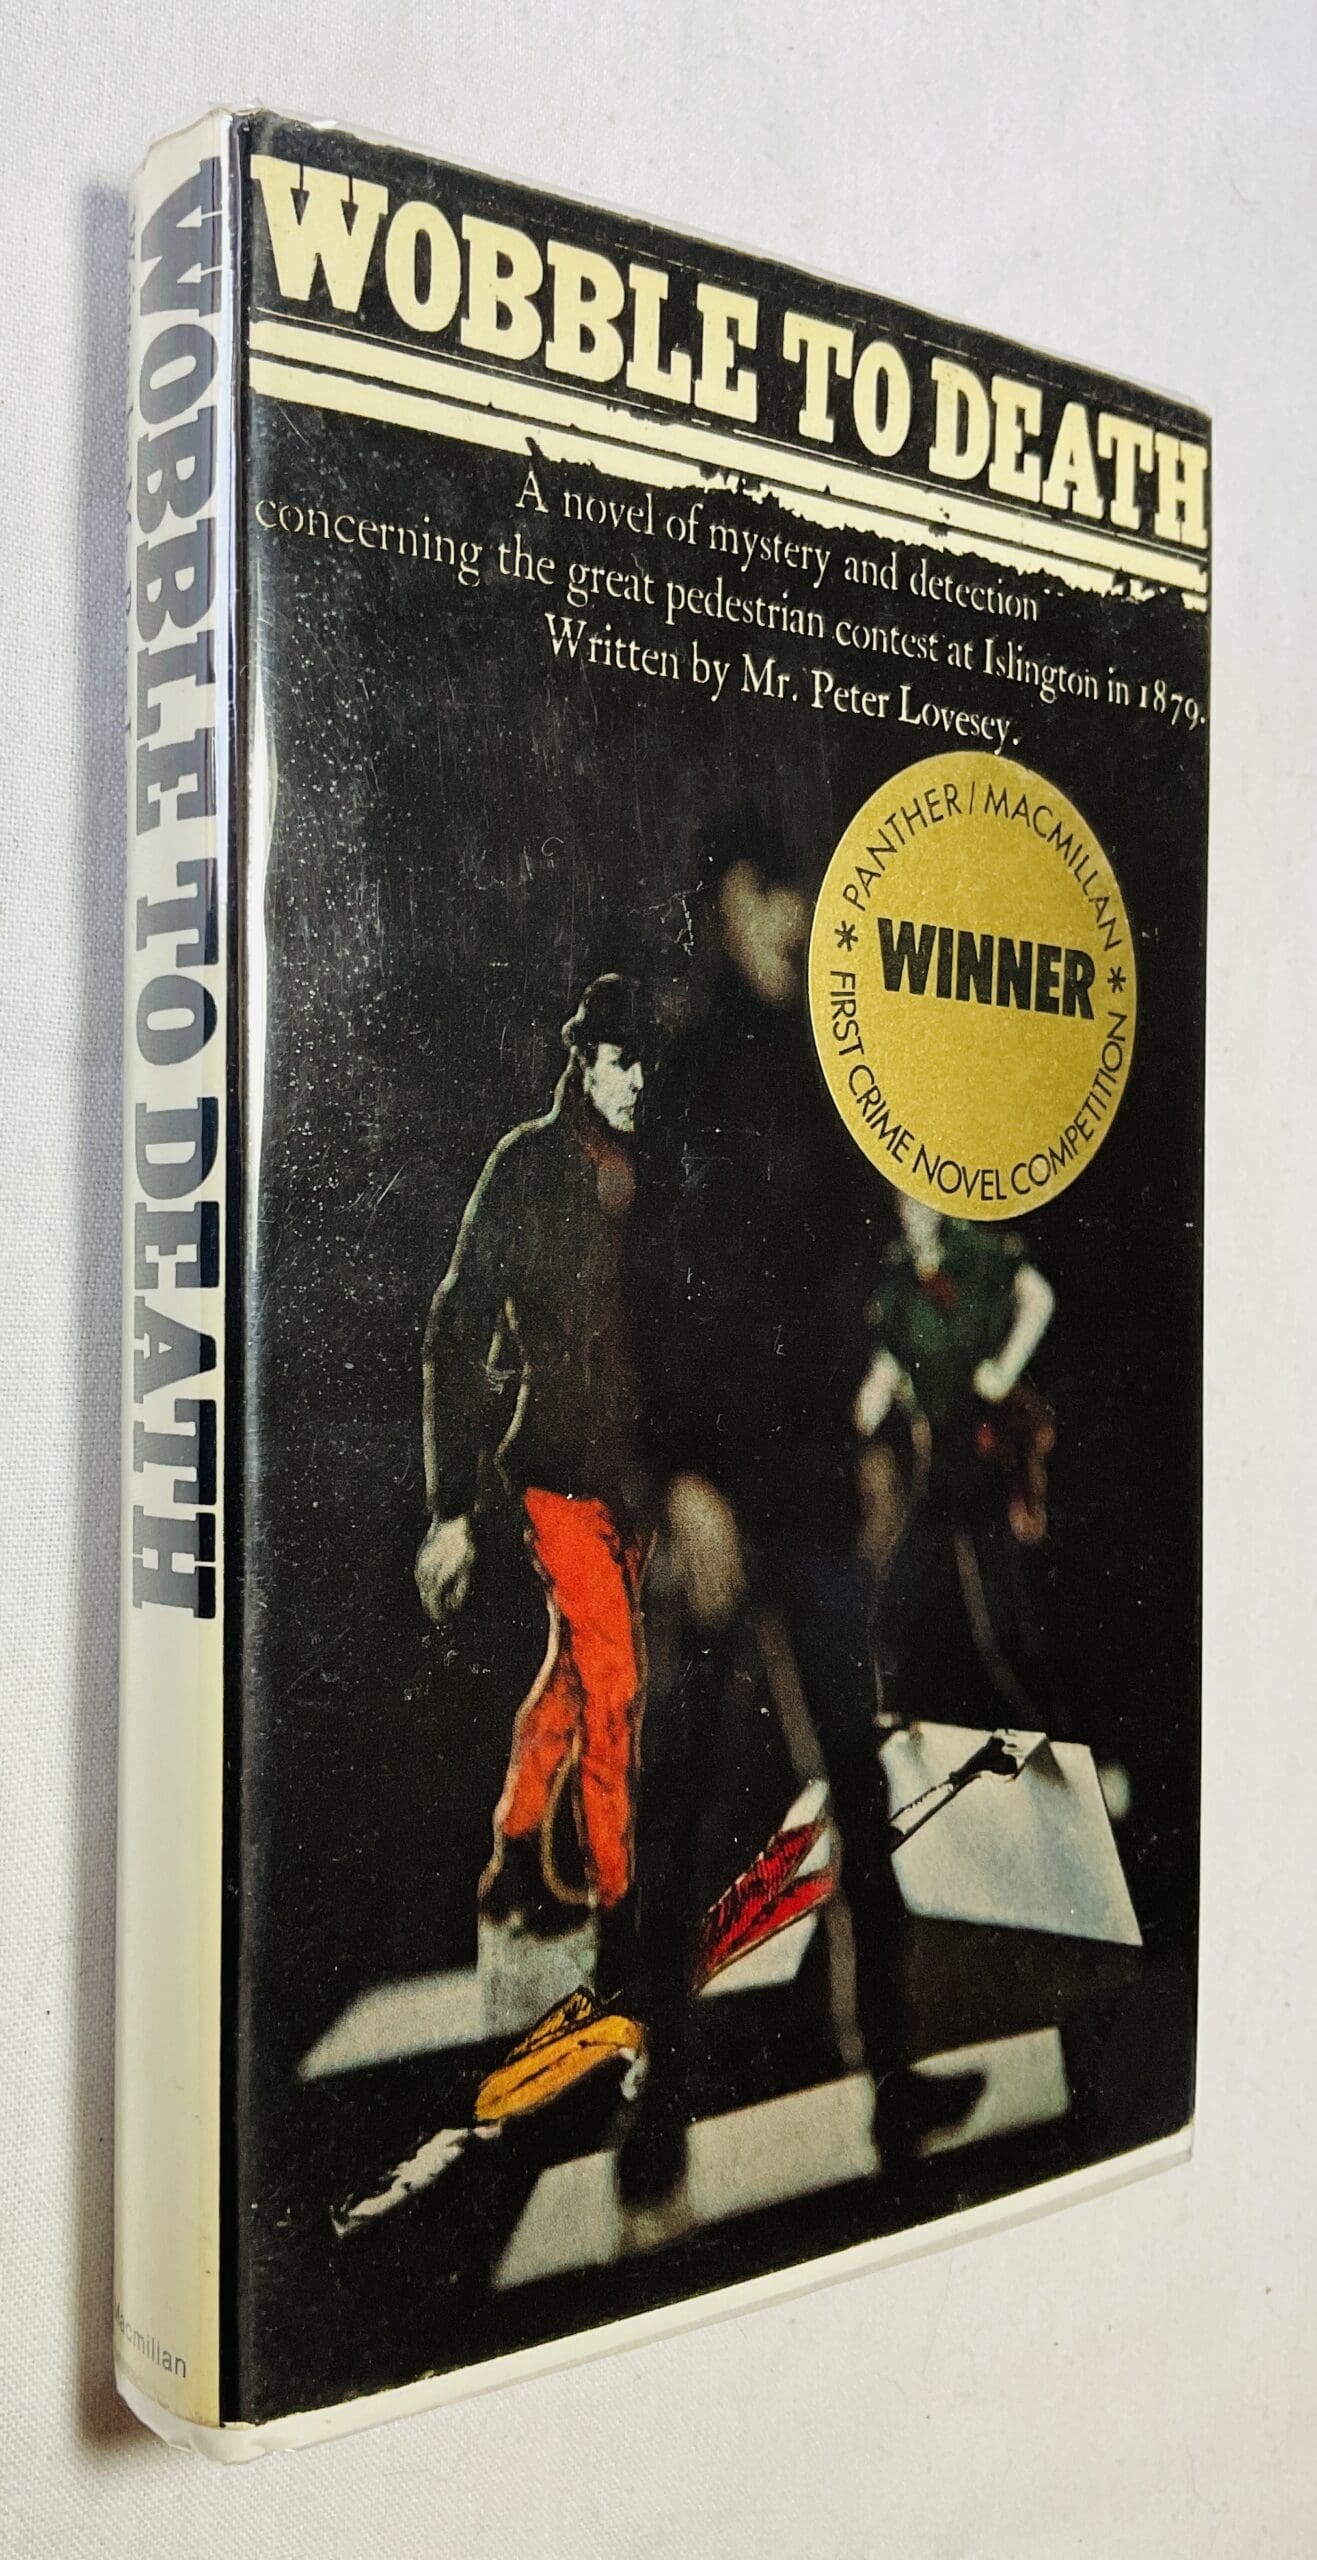 WOBBLE TO DEATH
WOBBLE TO DEATH
A novel of mystery and detection
concerning the great pedestrian contest at Islington in 1879.
Written by Mr. Peter Lovesey.
* PANTHER / MACMILLAN *
WINNER
FIRST CRIME NOVEL COMPETITION
Macmillan